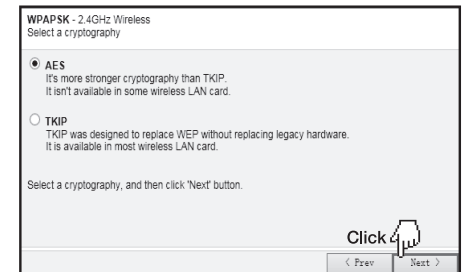 WPAPSK - 2.4GHz Wireless
Select a cryptography
AES
It's more stronger cryptography than TKIP.
It isn't available in some wireless LAN card.
TKIP
TKIP was designed to replace WEP without replacing legacy hardware.
It is available in most wireless LAN card.
Select a cryptography, and then click 'Next' button.
Click
< Prev Next >